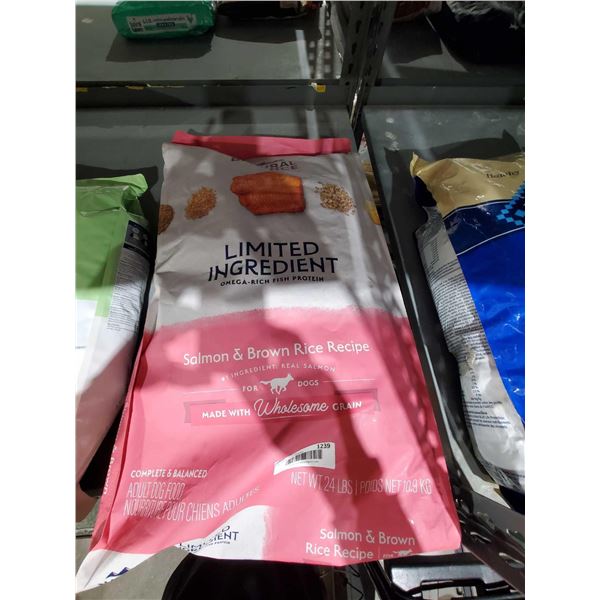 LIMITED
INGREDIENT
OMEGA-RICH FISH PROTEIN
Salmon & Brown Rice Recipe
#1 INGREDIENT: REAL SALMON
FOR DOGS
MADE WITH Wholesome GRAIN
1239
COMPLETE & BALANCED
ADULT DOG FOOD
NOURRITURE POUR CHIENS ADULTES
NET WT 24 LBS | POIDS NET 10.9 KG
LIMITED
INGREDIENT
Salmon & Brown
Rice Recipe